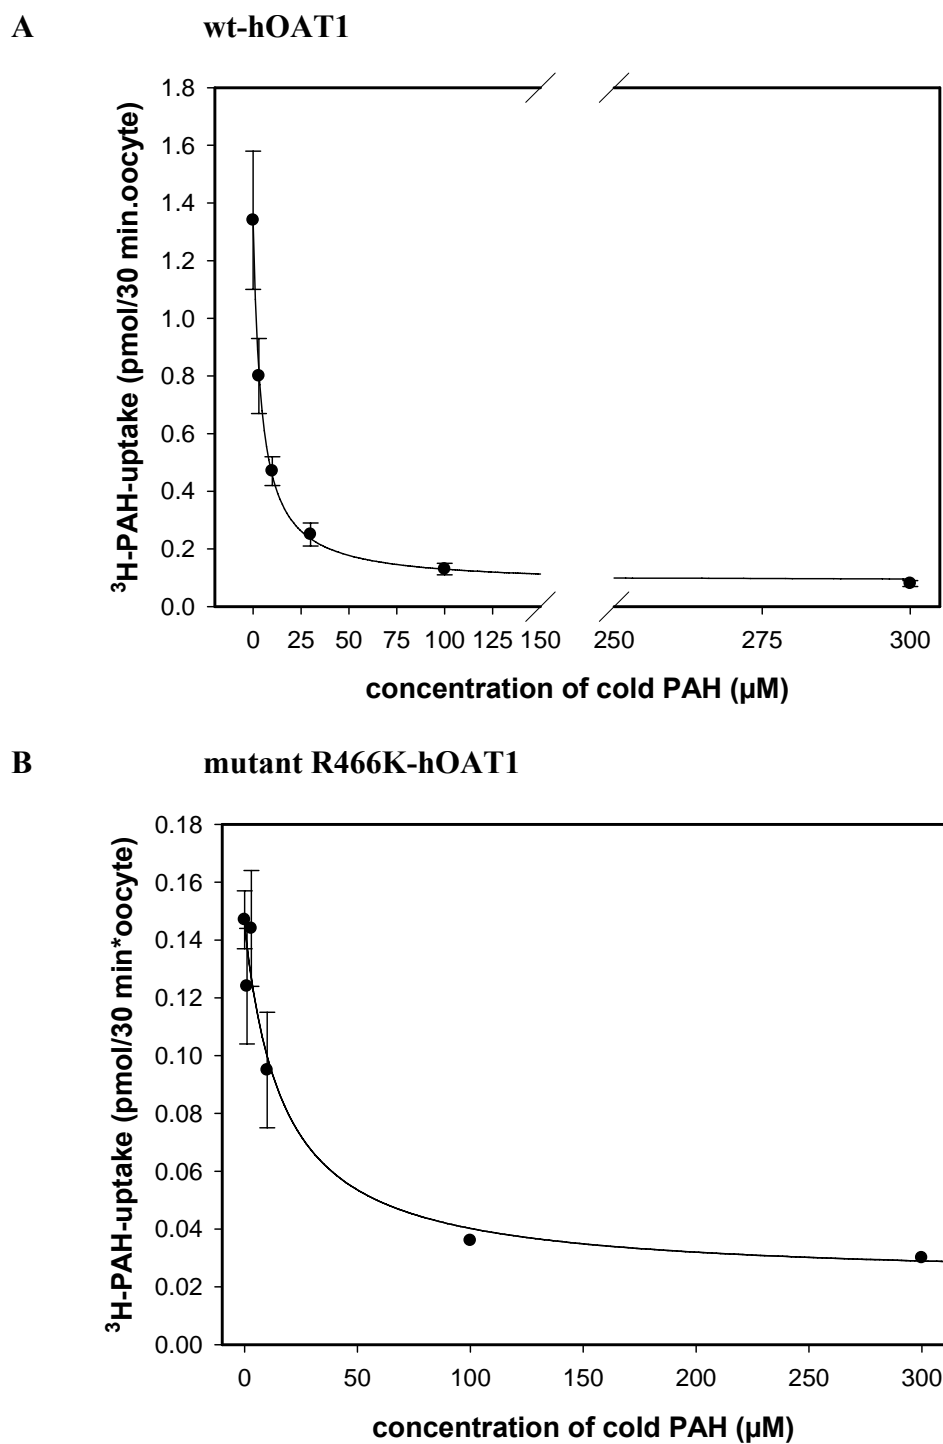 A wt-hOAT1
³H-PAH-uptake (pmol/30 min.oocyte)
1.8
1.6
1.4
1.2
1.0
0.8
0.6
0.4
0.2
0.0
0 25 50 75 100 125 150 250 275 300
concentration of cold PAH (µM)
B mutant R466K-hOAT1
³H-PAH-uptake (pmol/30 min*oocyte)
0.18
0.16
0.14
0.12
0.10
0.08
0.06
0.04
0.02
0.00
0 50 100 150 200 250 300
concentration of cold PAH (µM)